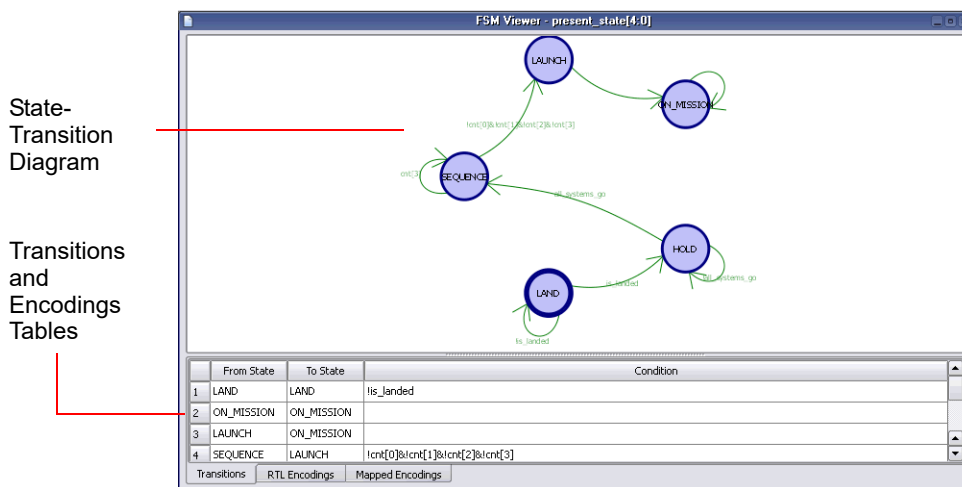 FSM Viewer - present_state[4:0]
State-
Transition
Diagram
Transitions
and
Encodings
Tables
LAUNCH
ON_MISSION
!cnt[0]&!cnt[1]&!cnt[2]&!cnt[3]
cnt[3]
SEQUENCE
all_systems_go
HOLD
!all_systems_go
is_landed
LAND
!is_landed
From State To State Condition
1 LAND LAND !is_landed
2 ON_MISSION ON_MISSION
3 LAUNCH ON_MISSION
4 SEQUENCE LAUNCH !cnt[0]&!cnt[1]&!cnt[2]&!cnt[3]
Transitions RTL Encodings Mapped Encodings